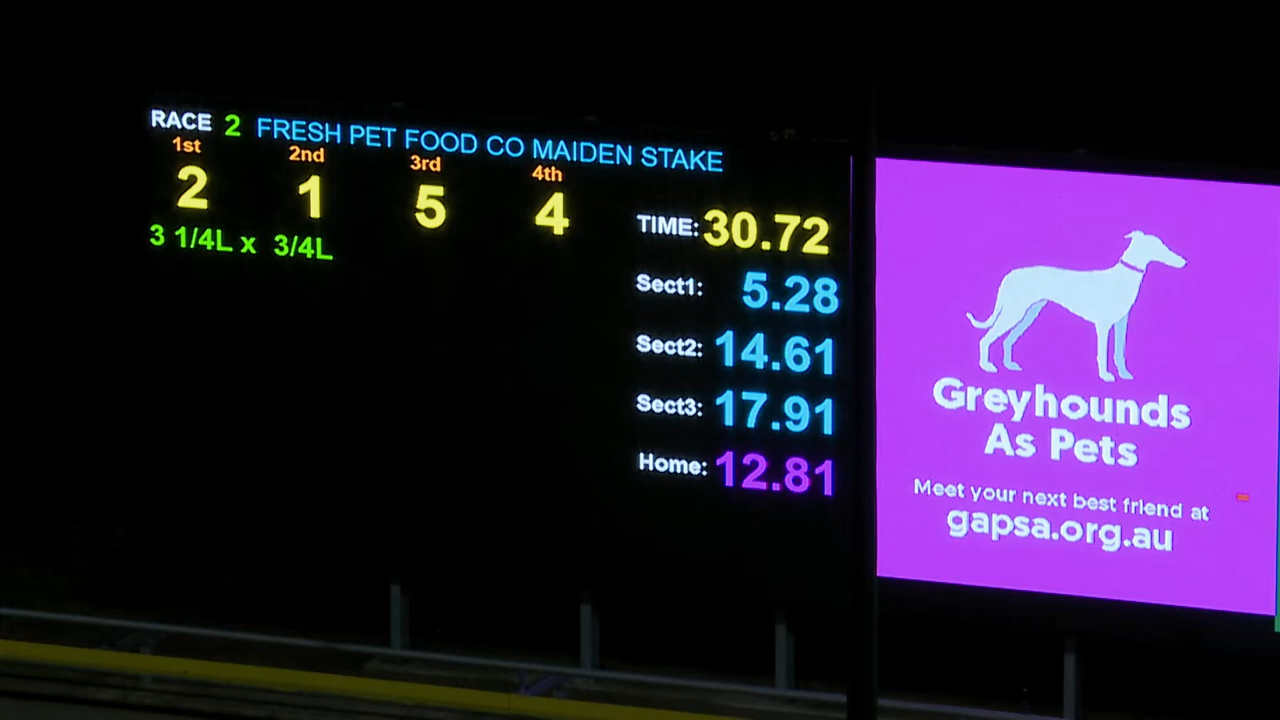 RACE 2 FRESH PET FOOD CO MAIDEN STAKE
1st 2nd 3rd 4th
2 1 5 4
3 1/4L x 3/4L
TIME: 30.72
Sect1: 5.28
Sect2: 14.61
Sect3: 17.91
Home: 12.81
Greyhounds
As Pets
Meet your next best friend at
gapsa.org.au